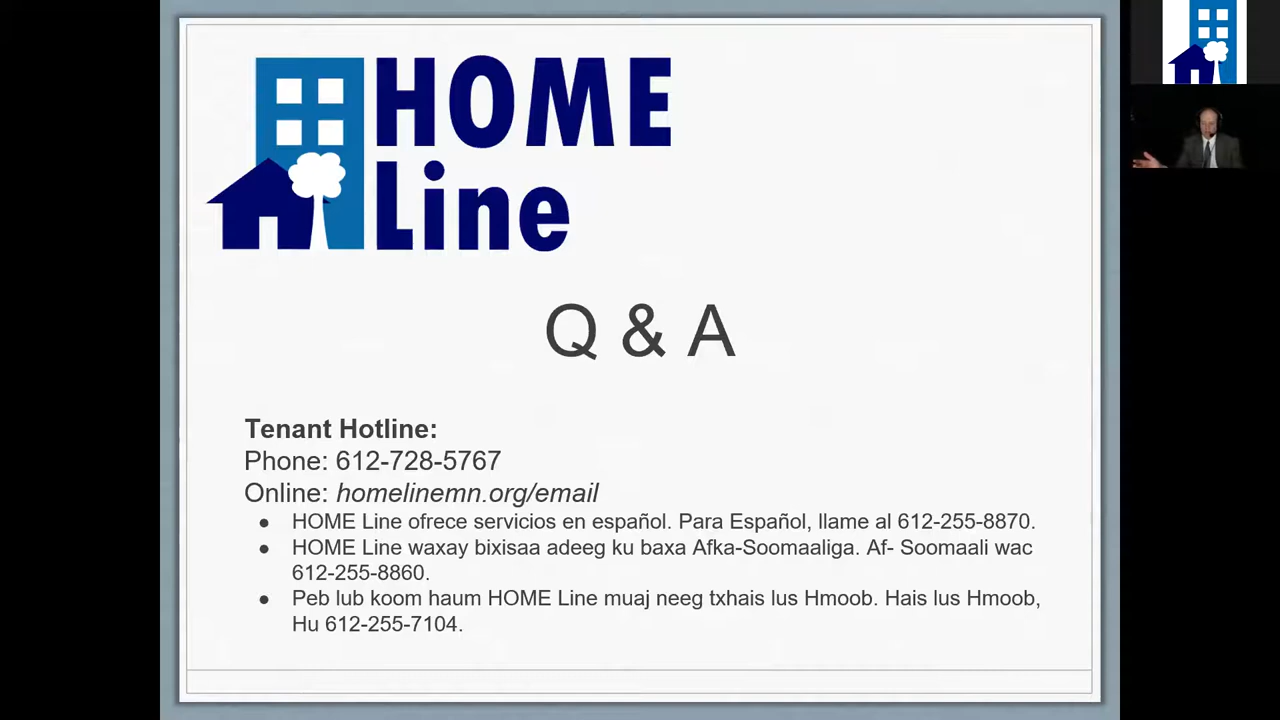 HOME
Line
Q & A
Tenant Hotline:
Phone: 612-728-5767
Online: homelinemn.org/email
● HOME Line ofrece servicios en español. Para Español, llame al 612-255-8870.
● HOME Line waxay bixisaa adeeg ku baxa Afka-Soomaaliga. Af- Soomaali wac
612-255-8860.
● Peb lub koom haum HOME Line muaj neeg txhais lus Hmoob. Hais lus Hmoob,
Hu 612-255-7104.